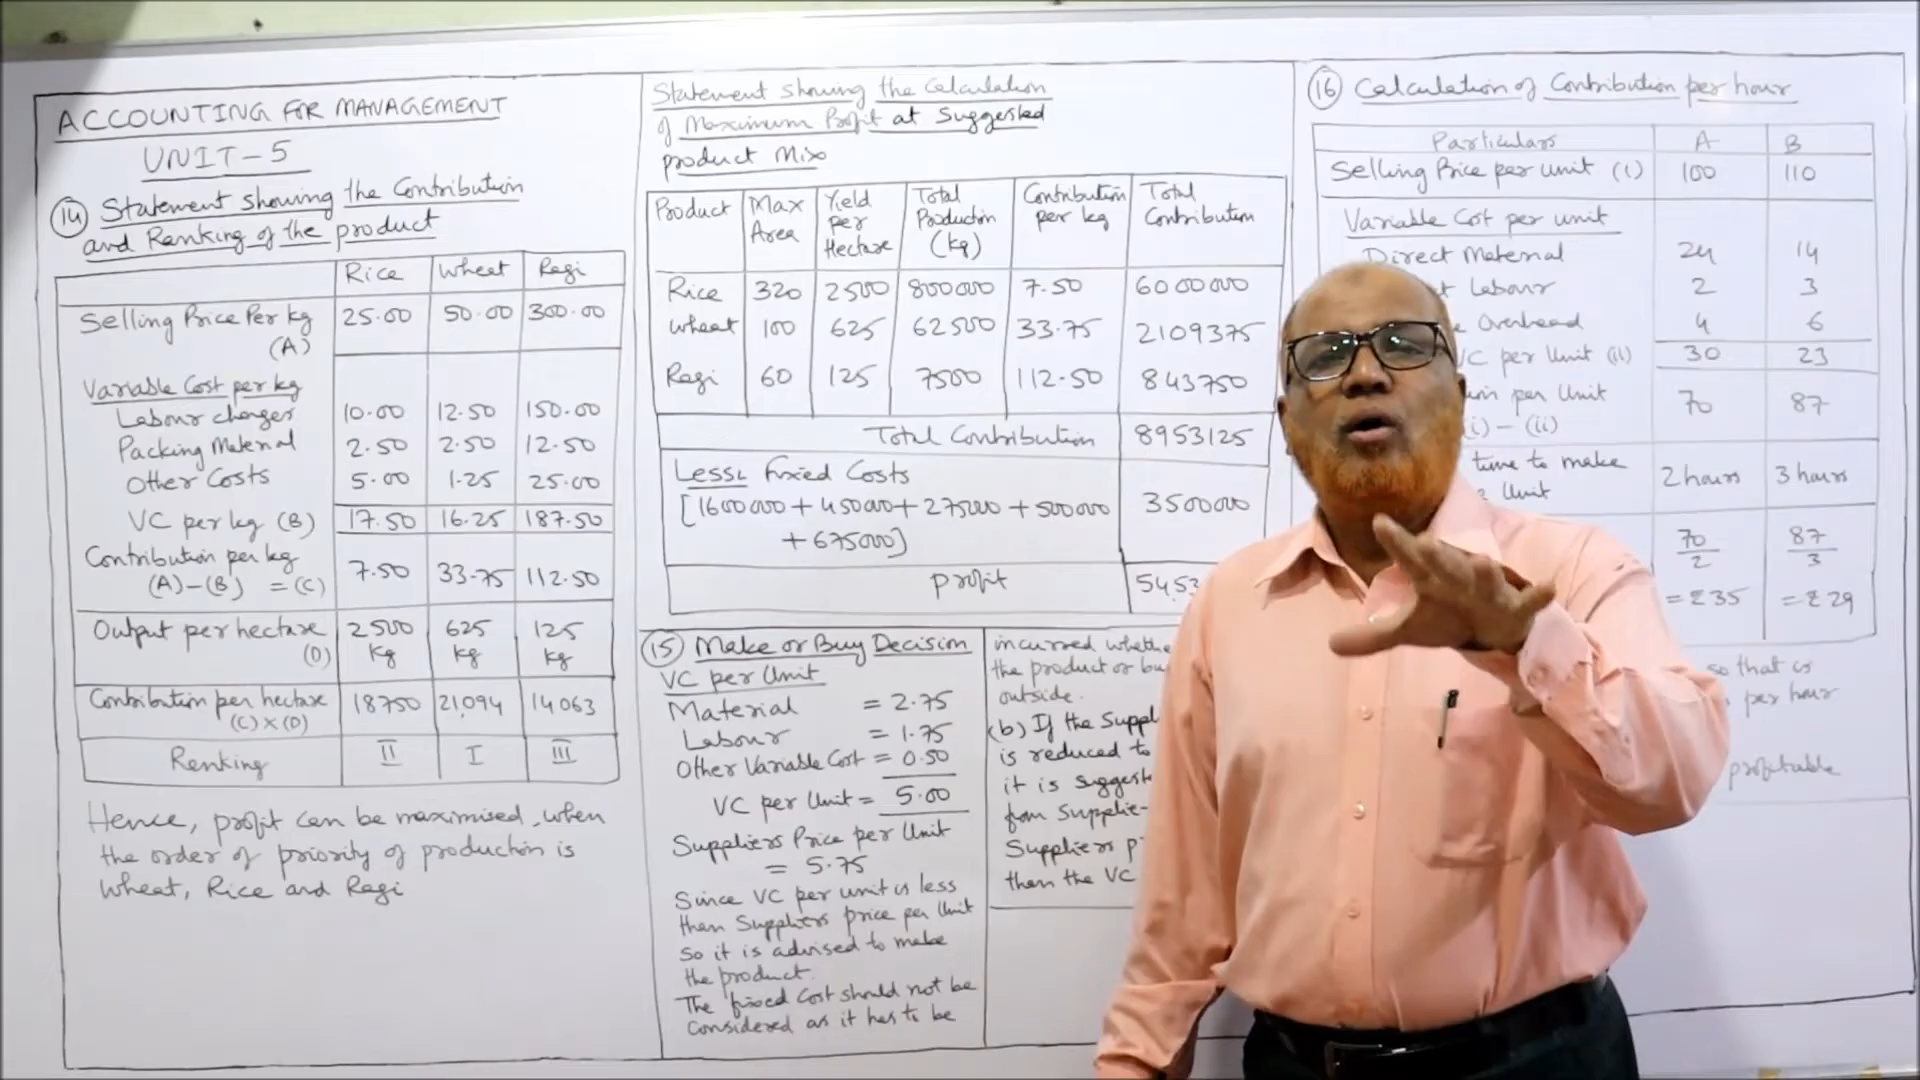 ACCOUNTING FOR MANAGEMENT
UNIT-5
(14) Statement showing the Contribution
and Ranking of the product
Rice Wheat Ragi
Selling Price Per kg (A) 25.00 50.00 300.00
Variable Cost per kg
Labour charges 10.00 12.50 150.00
Packing Material 2.50 2.50 12.50
Other Costs 5.00 1.25 25.00
VC per kg (B) 17.50 16.25 187.50
Contribution per kg
(A)-(B) =(C) 7.50 33.75 112.50
Output per hectare (D) 2500 kg 625 kg 125 kg
Contribution per hectare
(C)x(D) 18750 21,094 14063
Ranking II I III
Hence, profit can be maximised, when
the order of priority of production is
Wheat, Rice and Ragi
Statement showing the Calculation
of Maximum Profit at Suggested
product Mix
Product Max Area Yield per Hectare Total Production (kg) Contribution per kg Total Contribution
Rice 320 2500 800000 7.50 6000000
Wheat 100 625 62500 33.75 2109375
Ragi 60 125 7500 112.50 843750
Total Contribution 8953125
Less: Fixed Costs
[1600000+450000+275000+500000 3500000
+675000]
profit 5453
(15) Make or Buy Decision
VC per Unit
Material = 2.75
Labour = 1.75
Other Variable Cost = 0.50
VC per Unit = 5.00
Suppliers Price per Unit
= 5.75
Since VC per unit is less
than Suppliers price per Unit
so it is advised to make
the product.
The fixed Cost should not be
Considered as it has to be
incurred whethe
the product or bu
outside.
(b) If the Suppl
is reduced to
it is suggest
from Supplie
Suppliers p
then the VC
(16) Calculation of Contribution per hour
Particulars A B
Selling Price per unit (i) 100 110
Variable Cost per unit
Direct Material 24 14
Labour 2 3
Overhead 4 6
VC per Unit (ii) 30 23
per Unit
(i) - (ii) 70 87
time to make
Unit 2 hours 3 hours
70/2 87/3
=₹35 =₹29
so that is
per hour
profitable